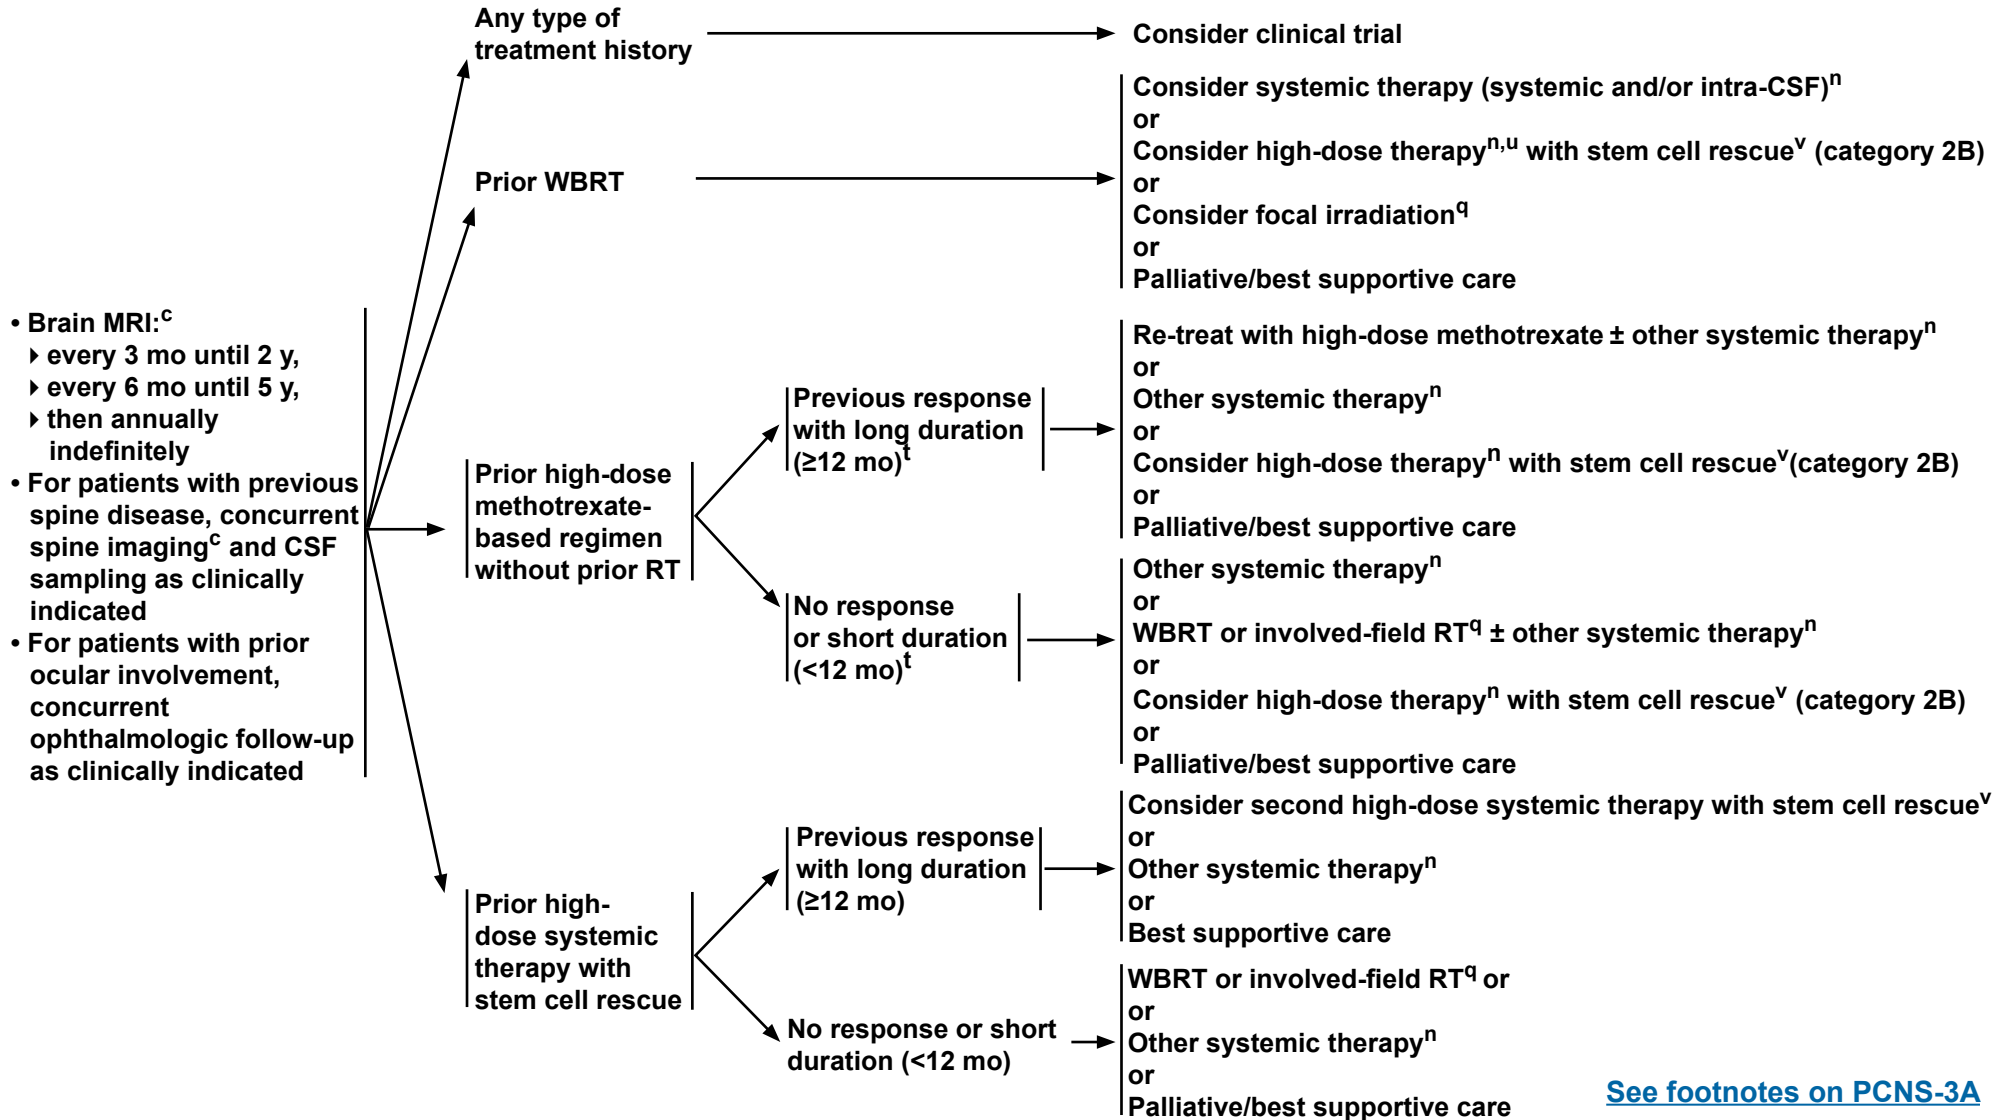 Any type of
treatment history
Consider clinical trial
Prior WBRT
Consider systemic therapy (systemic and/or intra-CSF)ⁿ
or
Consider high-dose therapyⁿ,ᵘ with stem cell rescueᵛ (category 2B)
or
Consider focal irradiation^q
or
Palliative/best supportive care
• Brain MRI:ᶜ
▸ every 3 mo until 2 y,
▸ every 6 mo until 5 y,
▸ then annually
indefinitely
• For patients with previous
spine disease, concurrent
spine imagingᶜ and CSF
sampling as clinically
indicated
• For patients with prior
ocular involvement,
concurrent
ophthalmologic follow-up
as clinically indicated
Prior high-dose
methotrexate-
based regimen
without prior RT
Previous response
with long duration
(≥12 mo)ᵗ
Re-treat with high-dose methotrexate ± other systemic therapyⁿ
or
Other systemic therapyⁿ
or
Consider high-dose therapyⁿ with stem cell rescueᵛ(category 2B)
or
Palliative/best supportive care
No response
or short duration
(<12 mo)ᵗ
Other systemic therapyⁿ
or
WBRT or involved-field RT^q ± other systemic therapyⁿ
or
Consider high-dose therapyⁿ with stem cell rescueᵛ (category 2B)
or
Palliative/best supportive care
Prior high-
dose systemic
therapy with
stem cell rescue
Previous response
with long duration
(≥12 mo)
Consider second high-dose systemic therapy with stem cell rescueᵛ
or
Other systemic therapyⁿ
or
Best supportive care
No response or short
duration (<12 mo)
WBRT or involved-field RT^q or
or
Other systemic therapyⁿ
or
Palliative/best supportive care
See footnotes on PCNS-3A